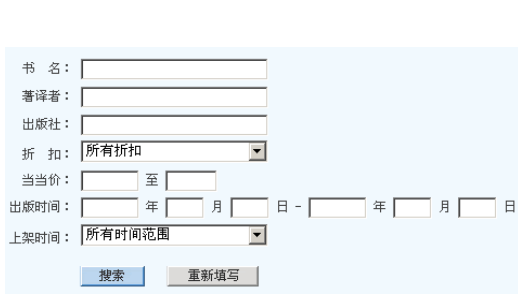 书 名：
著译者：
出版社：
折 扣： 所有折扣
当当价： 至
出版时间： 年 月 日 - 年 月 日
上架时间： 所有时间范围
搜索 重新填写